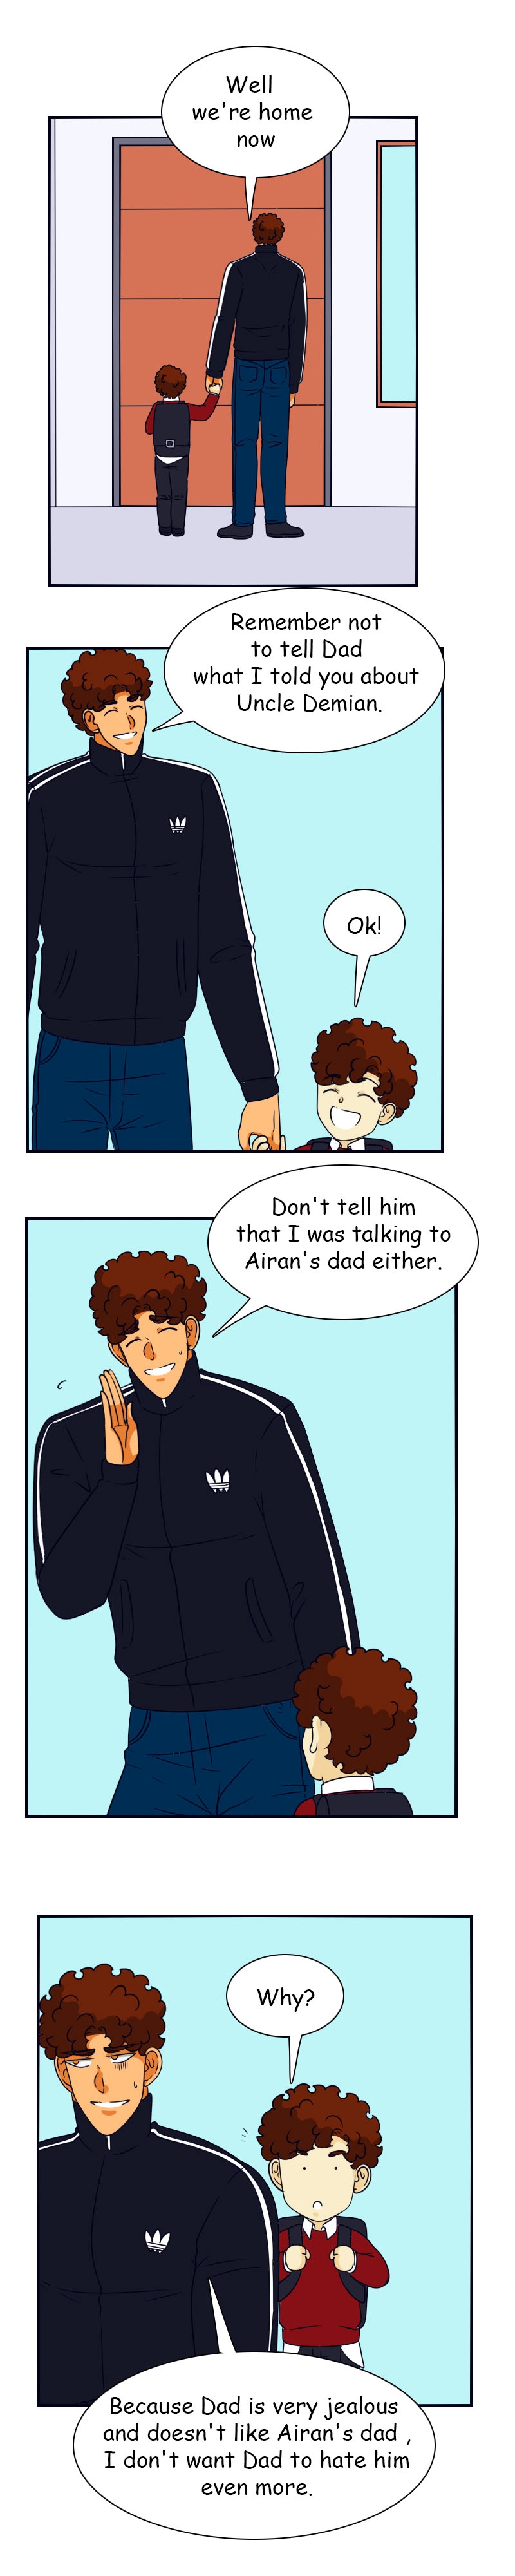 Well
we're home
now
Remember not
to tell Dad
what I told you about
Uncle Demian.
Ok!
Don't tell him
that I was talking to
Airan's dad either.
Why?
Because Dad is very jealous
and doesn't like Airan's dad ,
I don't want Dad to hate him
even more.